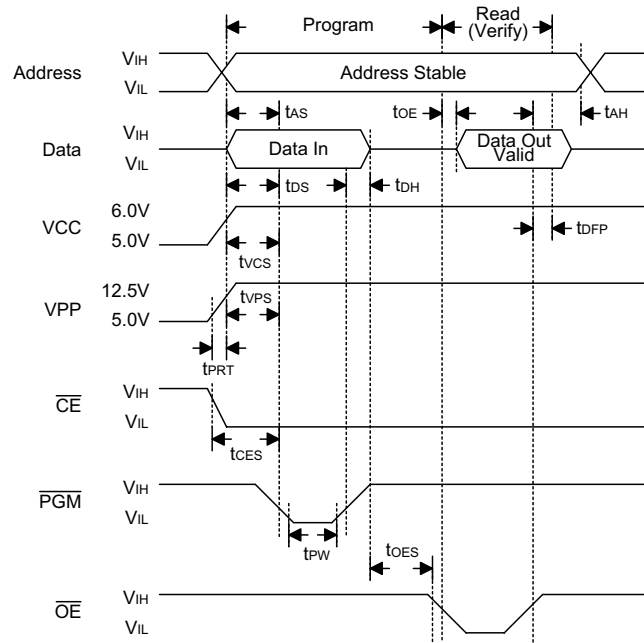 Program
Read
(Verify)
Address
VIH
VIL
Address Stable
tAS
tOE
tAH
Data
VIH
VIL
Data In
Data Out
Valid
tDS
tDH
tDFP
VCC
6.0V
5.0V
tVCS
VPP
12.5V
5.0V
tVPS
tPRT
CE
VIH
VIL
tCES
PGM
VIH
VIL
tPW
tOES
OE
VIH
VIL